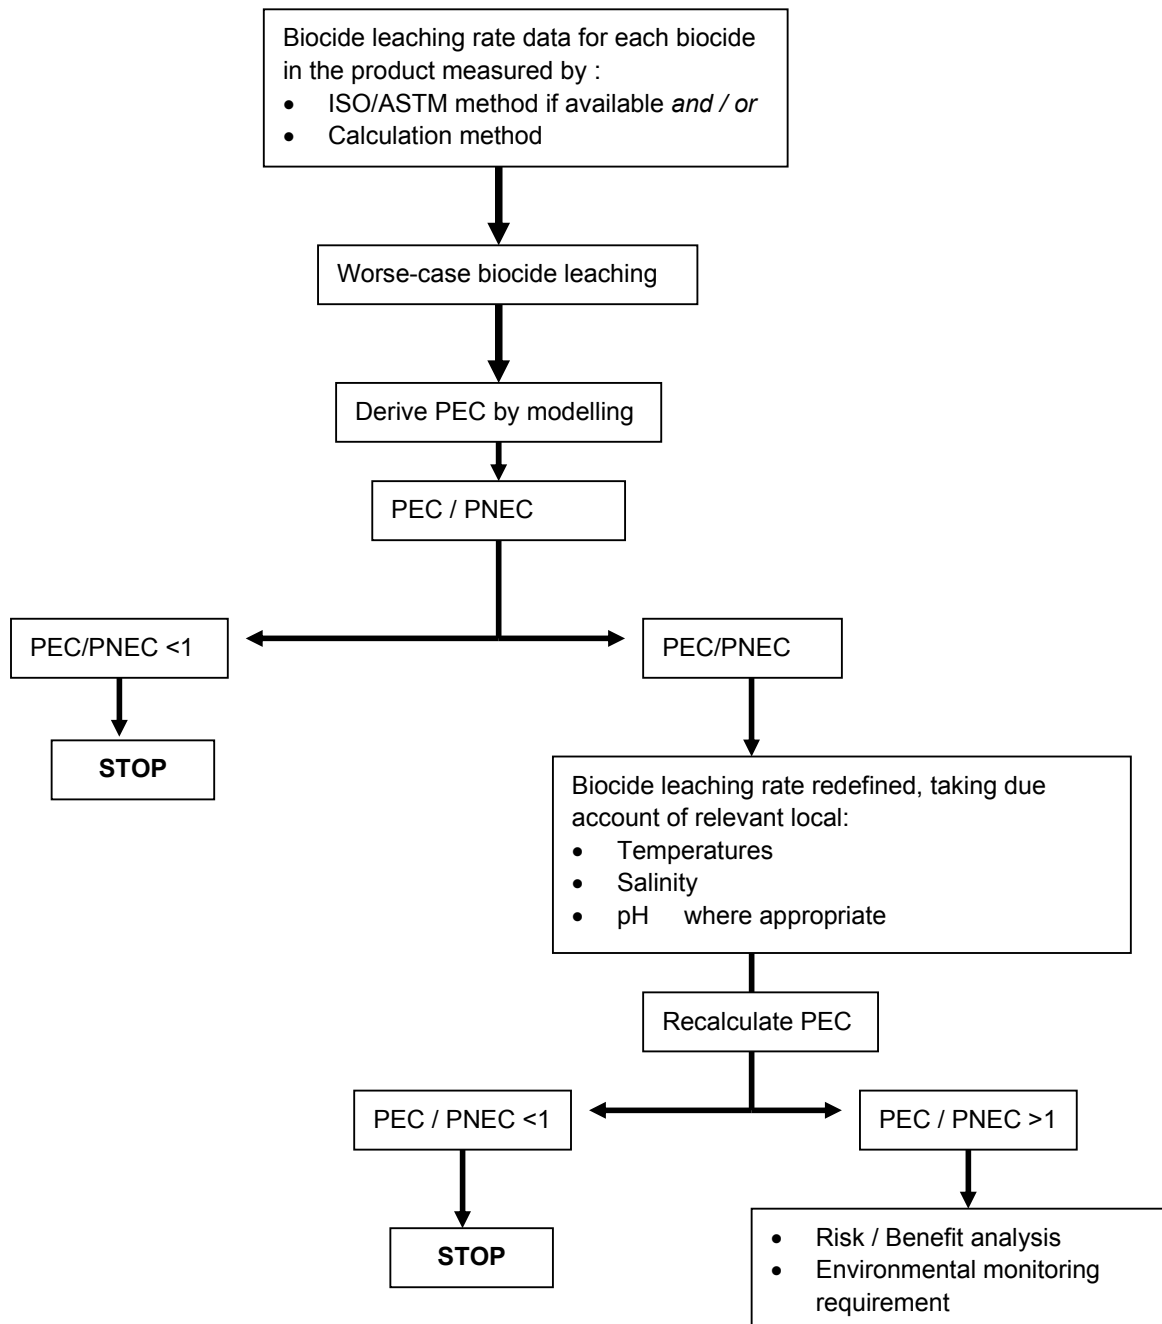 Biocide leaching rate data for each biocide
in the product measured by :
• ISO/ASTM method if available and / or
• Calculation method
Worse-case biocide leaching
Derive PEC by modelling
PEC / PNEC
PEC/PNEC <1
PEC/PNEC
STOP
Biocide leaching rate redefined, taking due
account of relevant local:
• Temperatures
• Salinity
• pH where appropriate
Recalculate PEC
PEC / PNEC <1
PEC / PNEC >1
STOP
• Risk / Benefit analysis
• Environmental monitoring
requirement